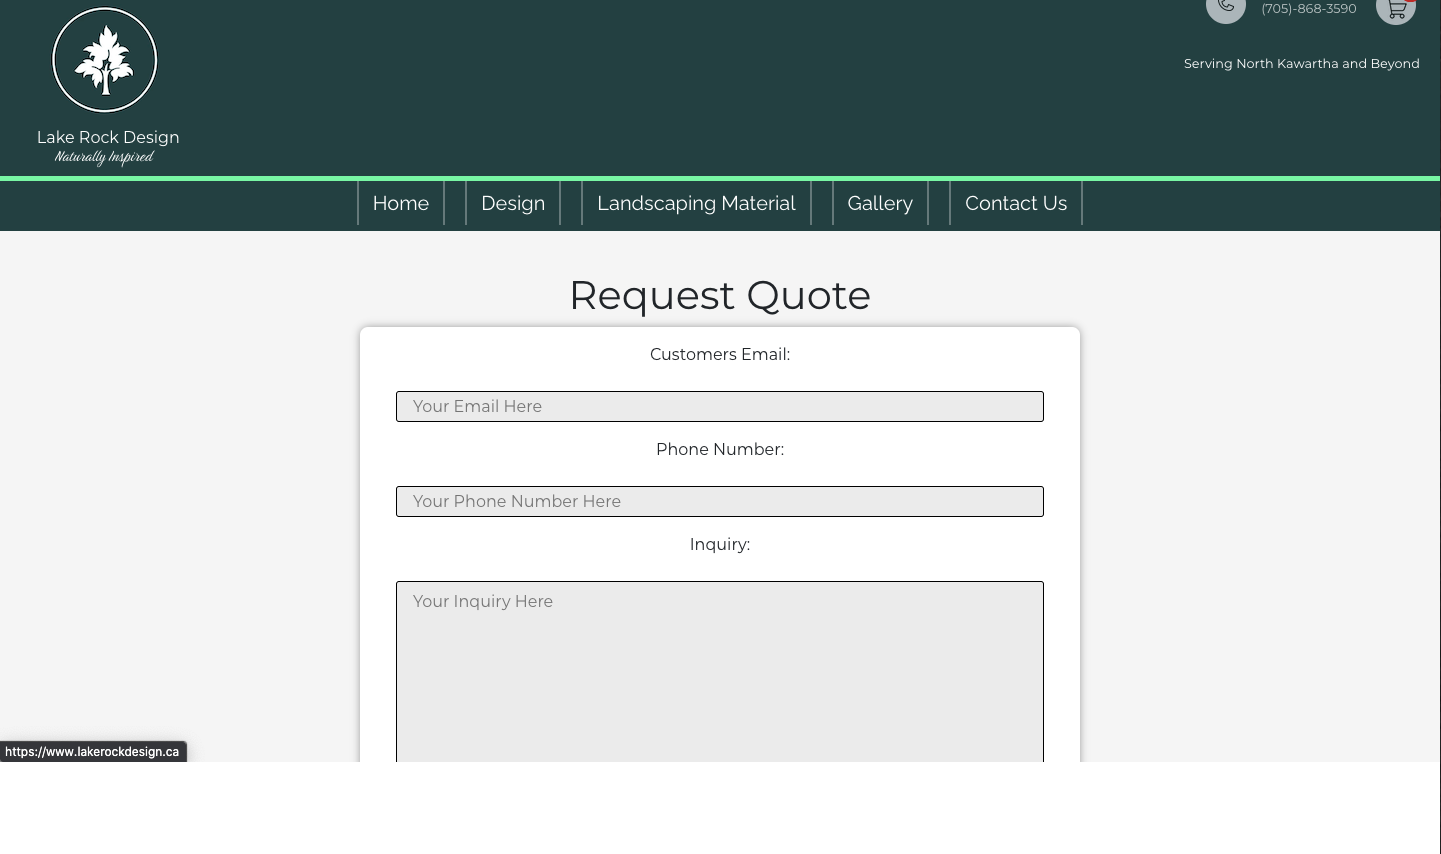 (705)-868-3590
Serving North Kawartha and Beyond
Lake Rock Design
Naturally Inspired
Home
Design
Landscaping Material
Gallery
Contact Us
Request Quote
Customers Email:
Your Email Here
Phone Number:
Your Phone Number Here
Inquiry:
Your Inquiry Here
https://www.lakerockdesign.ca